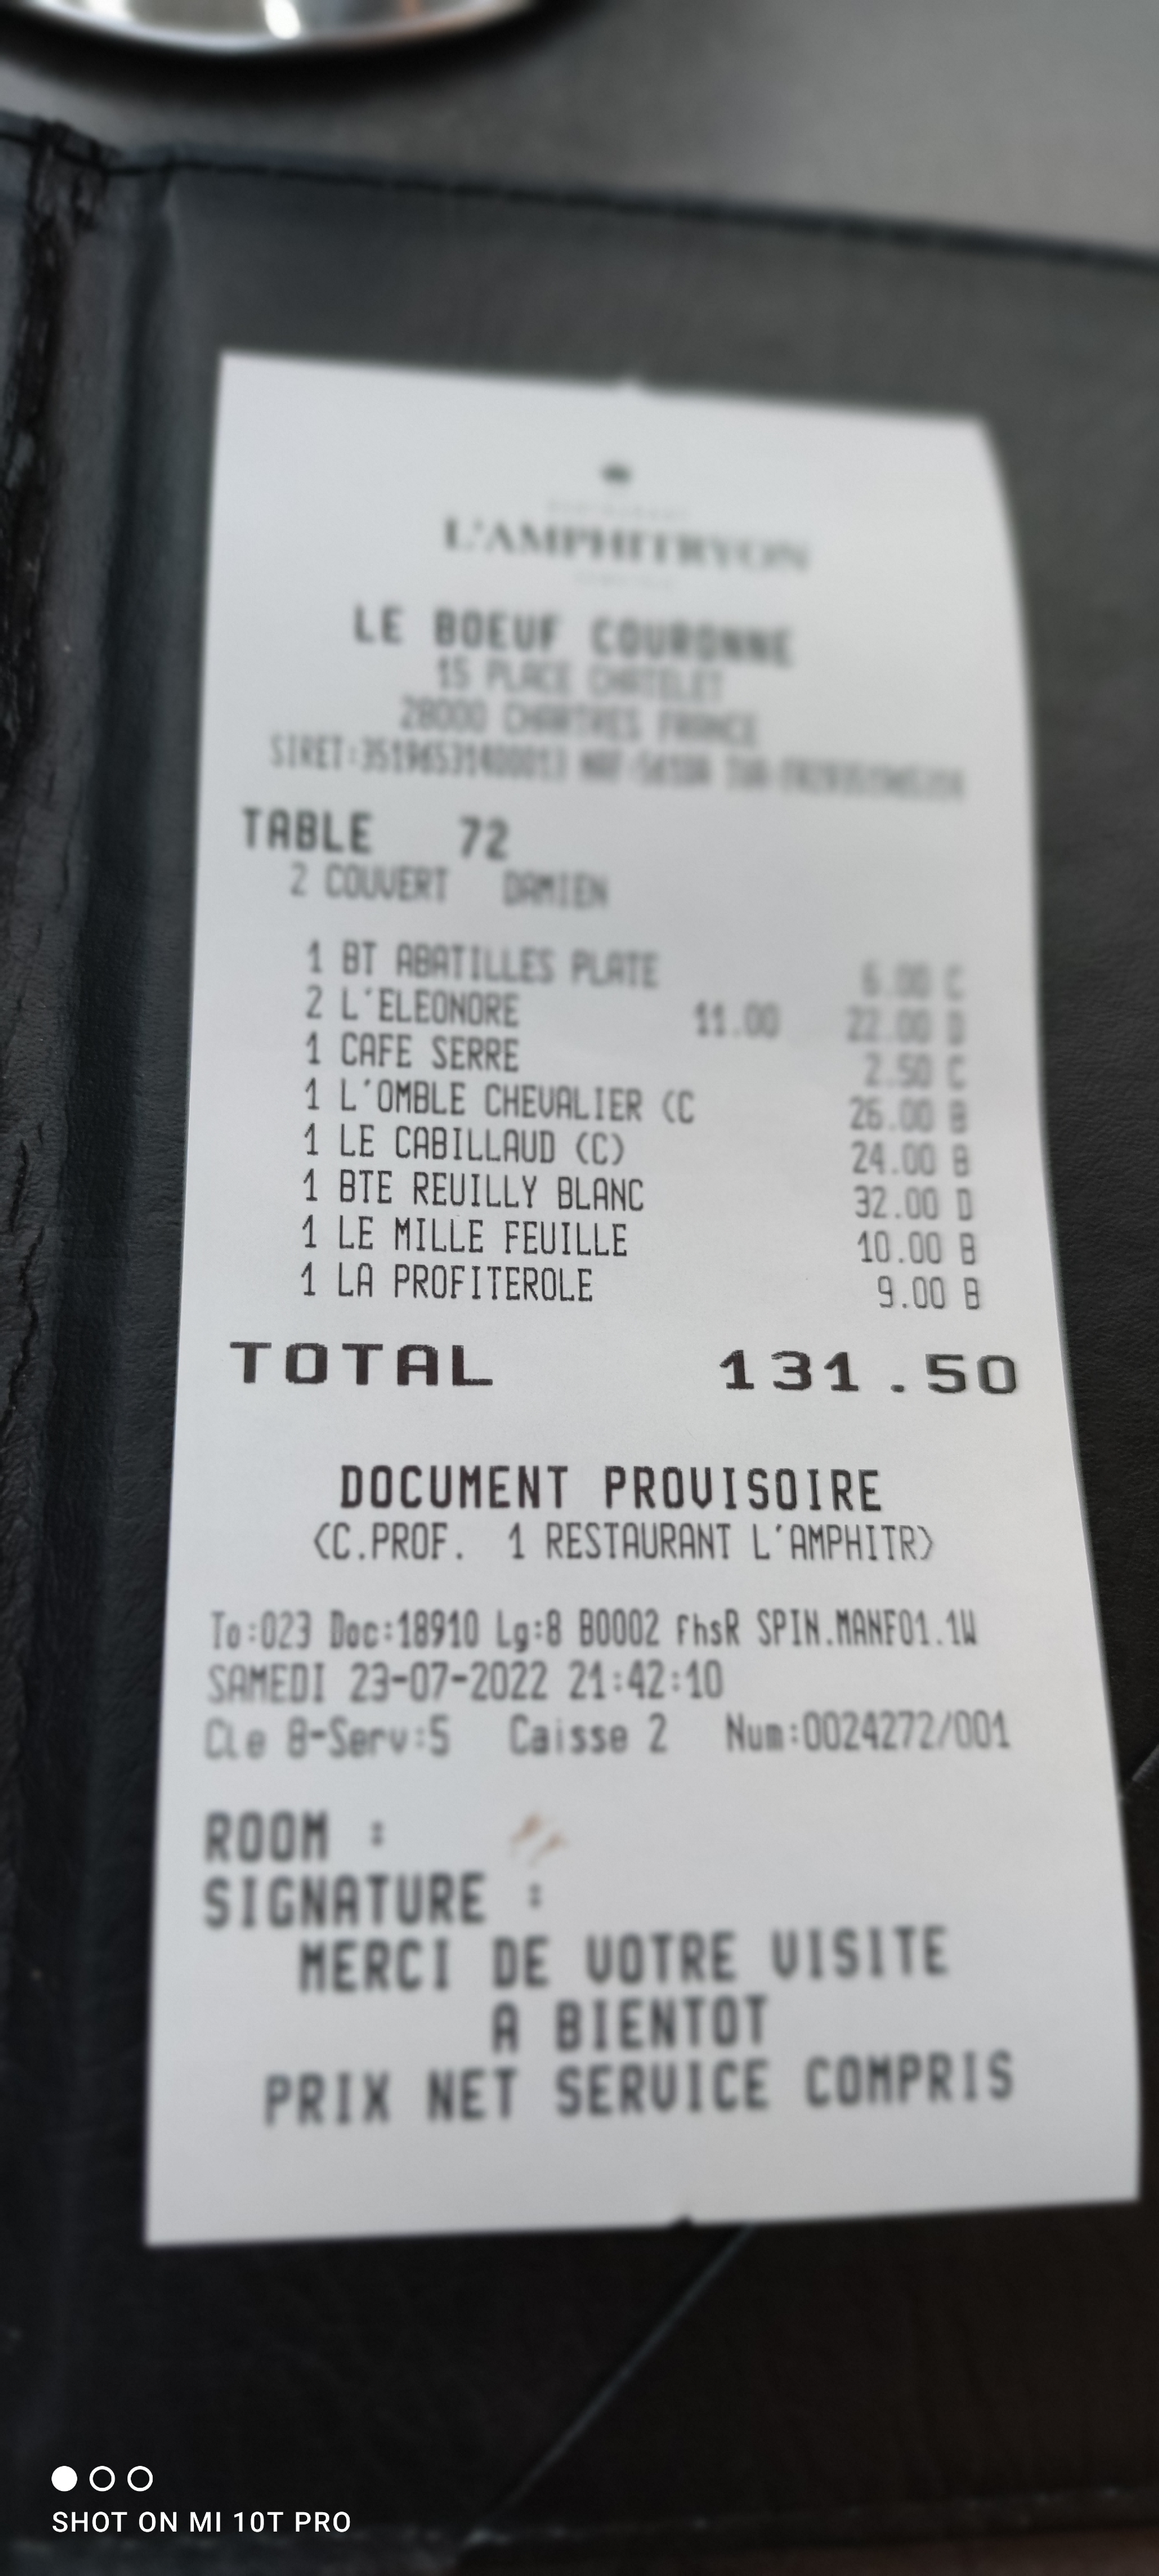 L'AMPHITRYON
LE BOEUF COURONNE
15 PLACE CHATELET
28000 CHARTRES FRANCE
SIRET:35196531400013
TABLE 72
2 COUVERT DAMIEN
1 BT ABATILLES PLATE 6.00 C
2 L'ELEONORE 11.00 22.00 D
1 CAFE SERRE 2.50 C
1 L'OMBLE CHEVALIER (C 26.00 B
1 LE CABILLAUD (C) 24.00 B
1 BTE REUILLY BLANC 32.00 D
1 LE MILLE FEUILLE 10.00 B
1 LA PROFITEROLE 9.00 B
TOTAL 131.50
DOCUMENT PROVISOIRE
(C.PROF. 1 RESTAURANT L'AMPHITR)
To:023 Doc:18910 Lg:8 B0002 FhsR SPIN.MANF01.1W
SAMEDI 23-07-2022 21:42:10
Cle 8-Serv:5 Caisse 2 Num:0024272/001
ROOM :
SIGNATURE :
MERCI DE VOTRE VISITE
A BIENTOT
PRIX NET SERVICE COMPRIS
SHOT ON MI 10T PRO